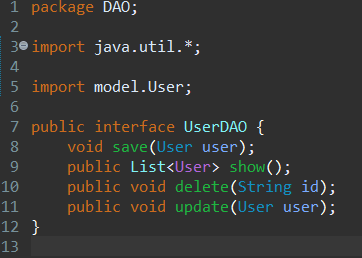 1 package DAO;
2
3 import java.util.*;
4
5 import model.User;
6
7 public interface UserDAO {
8     void save(User user);
9     public List<User> show();
10     public void delete(String id);
11     public void update(User user);
12 }
13